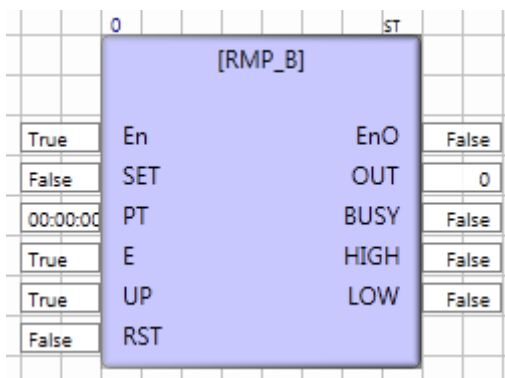 0 ST
[RMP_B]
True En EnO False
False SET OUT 0
00:00:00 PT BUSY False
True E HIGH False
True UP LOW False
False RST